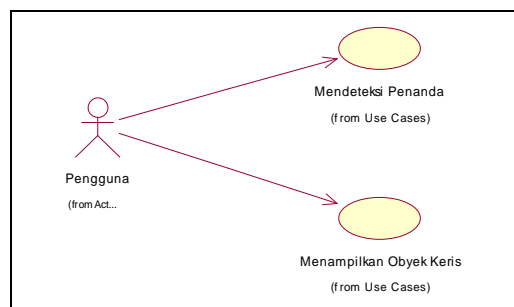 Mendeteksi Penanda
(from Use Cases)
Pengguna
(from Act...
Menampilkan Obyek Keris
(from Use Cases)